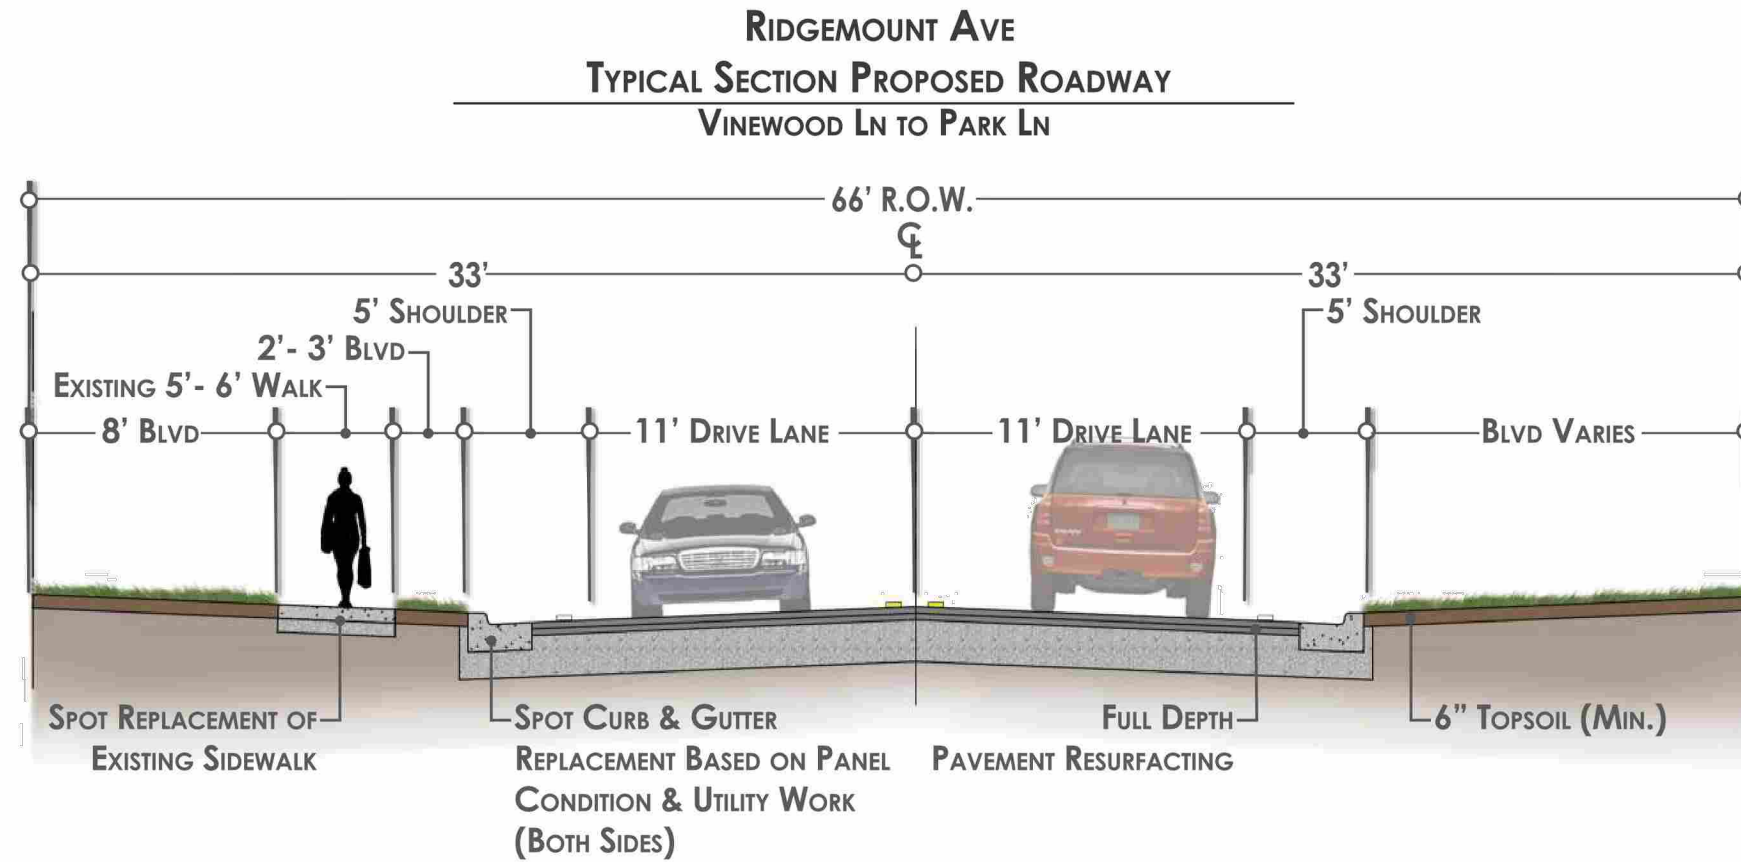 Ridgemount Ave
Typical Section Proposed Roadway
Vinewood Ln to Park Ln
66' R.O.W.
℄
33'
33'
5' Shoulder
5' Shoulder
2'- 3' Blvd
Existing 5'- 6' Walk
8' Blvd
11' Drive Lane
11' Drive Lane
Blvd Varies
Spot Replacement of
Existing Sidewalk
Spot Curb & Gutter
Replacement Based on Panel
Condition & Utility Work
(Both Sides)
Full Depth
Pavement Resurfacting
6" Topsoil (Min.)